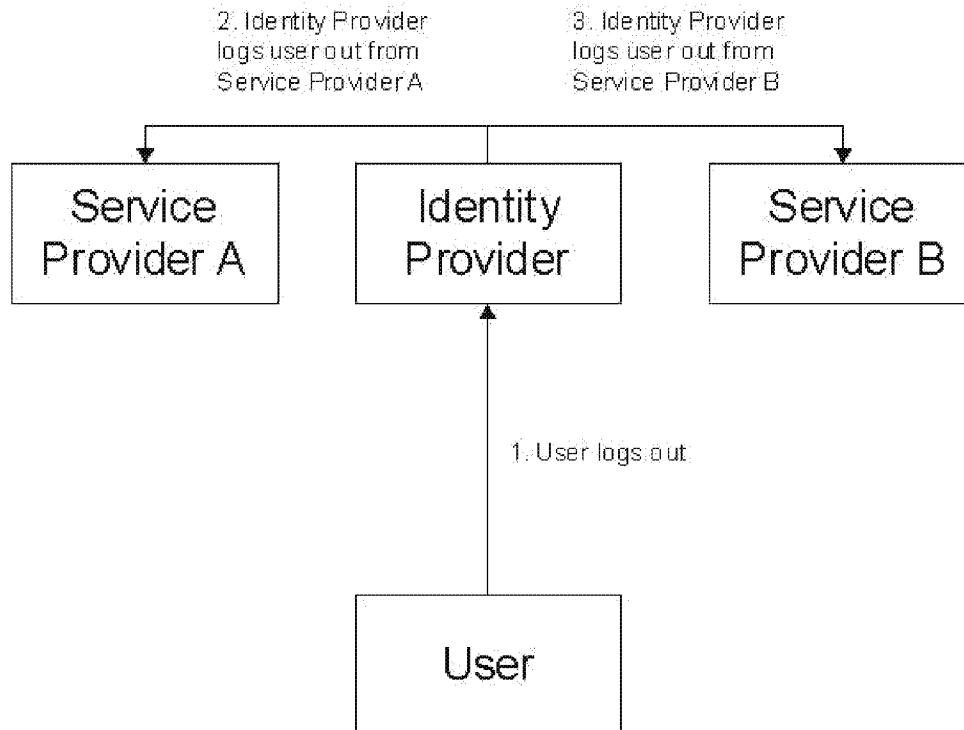 2. Identity Provider
logs user out from
Service Provider A
3. Identity Provider
logs user out from
Service Provider B
Service
Provider A
Identity
Provider
Service
Provider B
1. User logs out
User